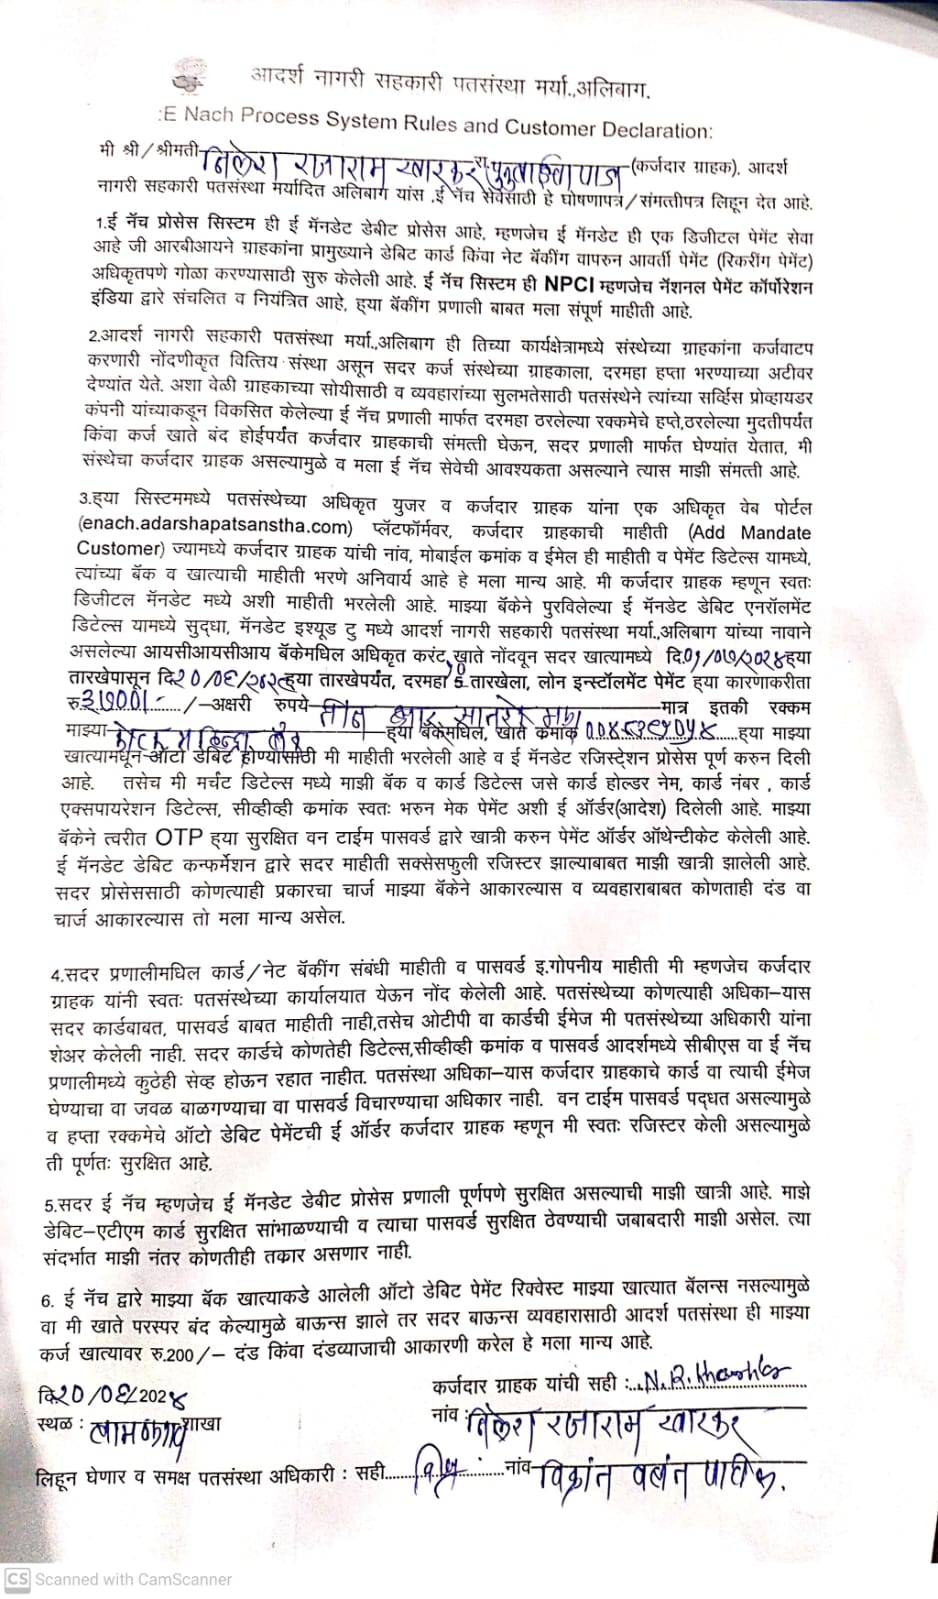 आदर्श नागरी सहकारी पतसंस्था मर्या.,अलिबाग.
:E Nach Process System Rules and Customer Declaration:
मी श्री/श्रीमती निलेश राजाराम खारकर रा. (कर्जदार ग्राहक), आदर्श
नागरी सहकारी पतसंस्था मर्यादित अलिबाग यांस ,ई नॅच सेवेसाठी हे घोषणापत्र/संमत्तीपत्र लिहून देत आहे.
1.ई नॅच प्रोसेस सिस्टम ही ई मॅनडेट डेबीट प्रोसेस आहे, म्हणजेच ई मॅनडेट ही एक डिजीटल पेमेंट सेवा
आहे जी आरबीआयने ग्राहकांना प्रामुख्याने डेबिट कार्ड किंवा नेट बॅकींग वापरुन आवर्ती पेमेंट (रिकरींग पेमेंट)
अधिकृतपणे गोळा करण्यासाठी सुरु केलेली आहे. ई नॅच सिस्टम ही NPCI म्हणजेच नॅशनल पेमेंट कॉर्पोरेशन
इंडिया द्वारे संचलित व नियंत्रित आहे, हया बॅकींग प्रणाली बाबत मला संपूर्ण माहीती आहे.
2.आदर्श नागरी सहकारी पतसंस्था मर्या.,अलिबाग ही तिच्या कार्यक्षेत्रामध्ये संस्थेच्या ग्राहकांना कर्जवाटप
करणारी नोंदणीकृत वित्तिय संस्था असून सदर कर्ज संस्थेच्या ग्राहकाला, दरमहा हप्ता भरण्याच्या अटीवर
देण्यांत येते. अशा वेळी ग्राहकाच्या सोयीसाठी व व्यवहारांच्या सुलभतेसाठी पतसंस्थेने त्यांच्या सर्व्हिस प्रोव्हायडर
कंपनी यांच्याकडून विकसित केलेल्या ई नॅच प्रणाली मार्फत दरमहा ठरलेल्या रक्कमेचे हप्ते,ठरलेल्या मुदतीपर्यंत
किंवा कर्ज खाते बंद होईपर्यंत कर्जदार ग्राहकाची संमत्ती घेऊन, सदर प्रणाली मार्फत घेण्यांत येतात, मी
संस्थेचा कर्जदार ग्राहक असल्यामुळे व मला ई नॅच सेवेची आवश्यकता असल्याने त्यास माझी संमत्ती आहे.
3.हया सिस्टममध्ये पतसंस्थेच्या अधिकृत युजर व कर्जदार ग्राहक यांना एक अधिकृत वेब पोर्टल
(enach.adarshapatsanstha.com) प्लॅटफॉर्मवर, कर्जदार ग्राहकाची माहीती (Add Mandate
Customer) ज्यामध्ये कर्जदार ग्राहक यांची नांव, मोबाईल कमांक व ईमेल ही माहीती व पेमेंट डिटेल्स यामध्ये,
त्यांच्या बॅक व खात्याची माहीती भरणे अनिवार्य आहे हे मला मान्य आहे. मी कर्जदार ग्राहक म्हणून स्वतः
डिजीटल मॅनडेट मध्ये अशी माहीती भरलेली आहे. माझ्या बॅकेने पुरविलेल्या ई मॅनडेट डेबिट एनरॉलमेंट
डिटेल्स यामध्ये सुद्धा, मॅनडेट इश्यूड टु मध्ये आदर्श नागरी सहकारी पतसंस्था मर्या.,अलिबाग यांच्या नावाने
असलेल्या आयसीआयसीआय बॅकेमधिल अधिकृत करंट खाते नोंदवून सदर खात्यामध्ये दि.01/07/2024हया
तारखेपासून दि20/06/ हया तारखेपर्यंत, दरमहा तारखेला, लोन इन्स्टॉलमेंट पेमेंट हया कारणाकरीता
रु.3700/-/-अक्षरी रुपये तीन हजार सातशे मात्र मात्र इतकी रक्कम
माझ्या कोटक महिन्द्रा बँक हया बॅकेमधिल, खाते कमांक हया माझ्या
खात्यामधून ऑटो डेबिट होण्यासाठी मी माहीती भरलेली आहे व ई मॅनडेट रजिस्ट्रेशन प्रोसेस पूर्ण करुन दिली
आहे. तसेच मी मर्चंट डिटेल्स मध्ये माझी बॅक व कार्ड डिटेल्स जसे कार्ड होल्डर नेम, कार्ड नंबर , कार्ड
एक्सपायरेशन डिटेल्स, सीव्हीव्ही कमांक स्वतः भरुन मेक पेमेंट अशी ई ऑर्डर(आदेश) दिलेली आहे. माझ्या
बॅकेने त्वरीत OTP हया सुरक्षित वन टाईम पासवर्ड द्वारे खात्री करुन पेमेंट ऑर्डर ऑथेन्टीकेट केलेली आहे.
ई मॅनडेट डेबिट कन्फर्मेशन द्वारे सदर माहीती सक्सेसफुली रजिस्टर झाल्याबाबत माझी खात्री झालेली आहे.
सदर प्रोसेससाठी कोणत्याही प्रकारचा चार्ज माझ्या बॅकेने आकारल्यास व व्यवहाराबाबत कोणताही दंड वा
चार्ज आकारल्यास तो मला मान्य असेल.
4.सदर प्रणालीमधिल कार्ड/नेट बॅकींग संबंधी माहीती व पासवर्ड इ.गोपनीय माहीती मी म्हणजेच कर्जदार
ग्राहक यांनी स्वतः पतसंस्थेच्या कार्यालयात येऊन नोंद केलेली आहे. पतसंस्थेच्या कोणत्याही अधिका-यास
सदर कार्डबाबत, पासवर्ड बाबत माहीती नाही,तसेच ओटीपी वा कार्डची ईमेज मी पतसंस्थेच्या अधिकारी यांना
शेअर केलेली नाही. सदर कार्डचे कोणतेही डिटेल्स,सीव्हीव्ही कमांक व पासवर्ड आदर्शमध्ये सीबीएस वा ई नॅच
प्रणालीमध्ये कुठेही सेव्ह होऊन रहात नाहीत. पतसंस्था अधिका-यास कर्जदार ग्राहकाचे कार्ड वा त्याची ईमेज
घेण्याचा वा जवळ बाळगण्याचा वा पासवर्ड विचारण्याचा अधिकार नाही. वन टाईम पासवर्ड पद्धत असल्यामुळे
व हप्ता रक्कमेचे ऑटो डेबिट पेमेंटची ई ऑर्डर कर्जदार ग्राहक म्हणून मी स्वतः रजिस्टर केली असल्यामुळे
ती पूर्णतः सुरक्षित आहे.
5.सदर ई नॅच म्हणजेच ई मॅनडेट डेबीट प्रोसेस प्रणाली पूर्णपणे सुरक्षित असल्याची माझी खात्री आहे. माझे
डेबिट-एटीएम कार्ड सुरक्षित सांभाळण्याची व त्याचा पासवर्ड सुरक्षित ठेवण्याची जबाबदारी माझी असेल. त्या
संदर्भात माझी नंतर कोणतीही तकार असणार नाही.
6. ई नॅच द्वारे माझ्या बॅक खात्याकडे आलेली ऑटो डेबिट पेमेंट रिक्वेस्ट माझ्या खात्यात बॅलन्स नसल्यामुळे
वा मी खाते परस्पर बंद केल्यामुळे बाऊन्स झाले तर सदर बाऊन्स व्यवहारासाठी आदर्श पतसंस्था ही माझ्या
कर्ज खात्यावर रु.200/- दंड किंवा दंडव्याजाची आकारणी करेल हे मला मान्य आहे.
दि20/06/2024
कर्जदार ग्राहक यांची सही :..N.R.Kharkar
स्थळ : शाखा
नांव : निलेश राजाराम खारकर
लिहून घेणार व समक्ष पतसंस्था अधिकारी : सही...... नांव विक्रांत वसंत पाटील.
CS Scanned with CamScanner